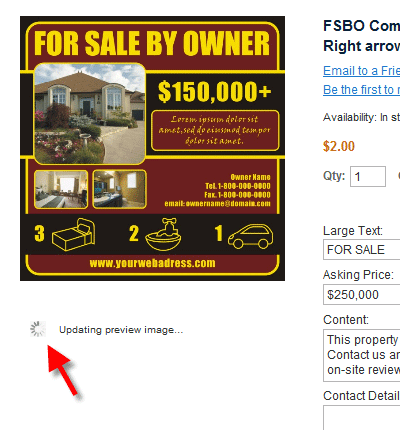 FOR SALE BY OWNER
$150,000+
Lorem ipsum dolor sit
amet, sed do eiusmod tempor
dolor sit amet.
Owner Name
Tel. 1-800-000-0000
Fax. 1-800-000-0000
email: ownername@domain.com
3
2
1
www.yourwebadress.com
Updating preview image...
FSBO Com
Right arrow
Email to a Frie
Be the first to r
Availability: In st
$2.00
Qty: 1
Large Text:
FOR SALE
Asking Price:
$250,000
Content:
This property
Contact us an
on-site review
Contact Detail